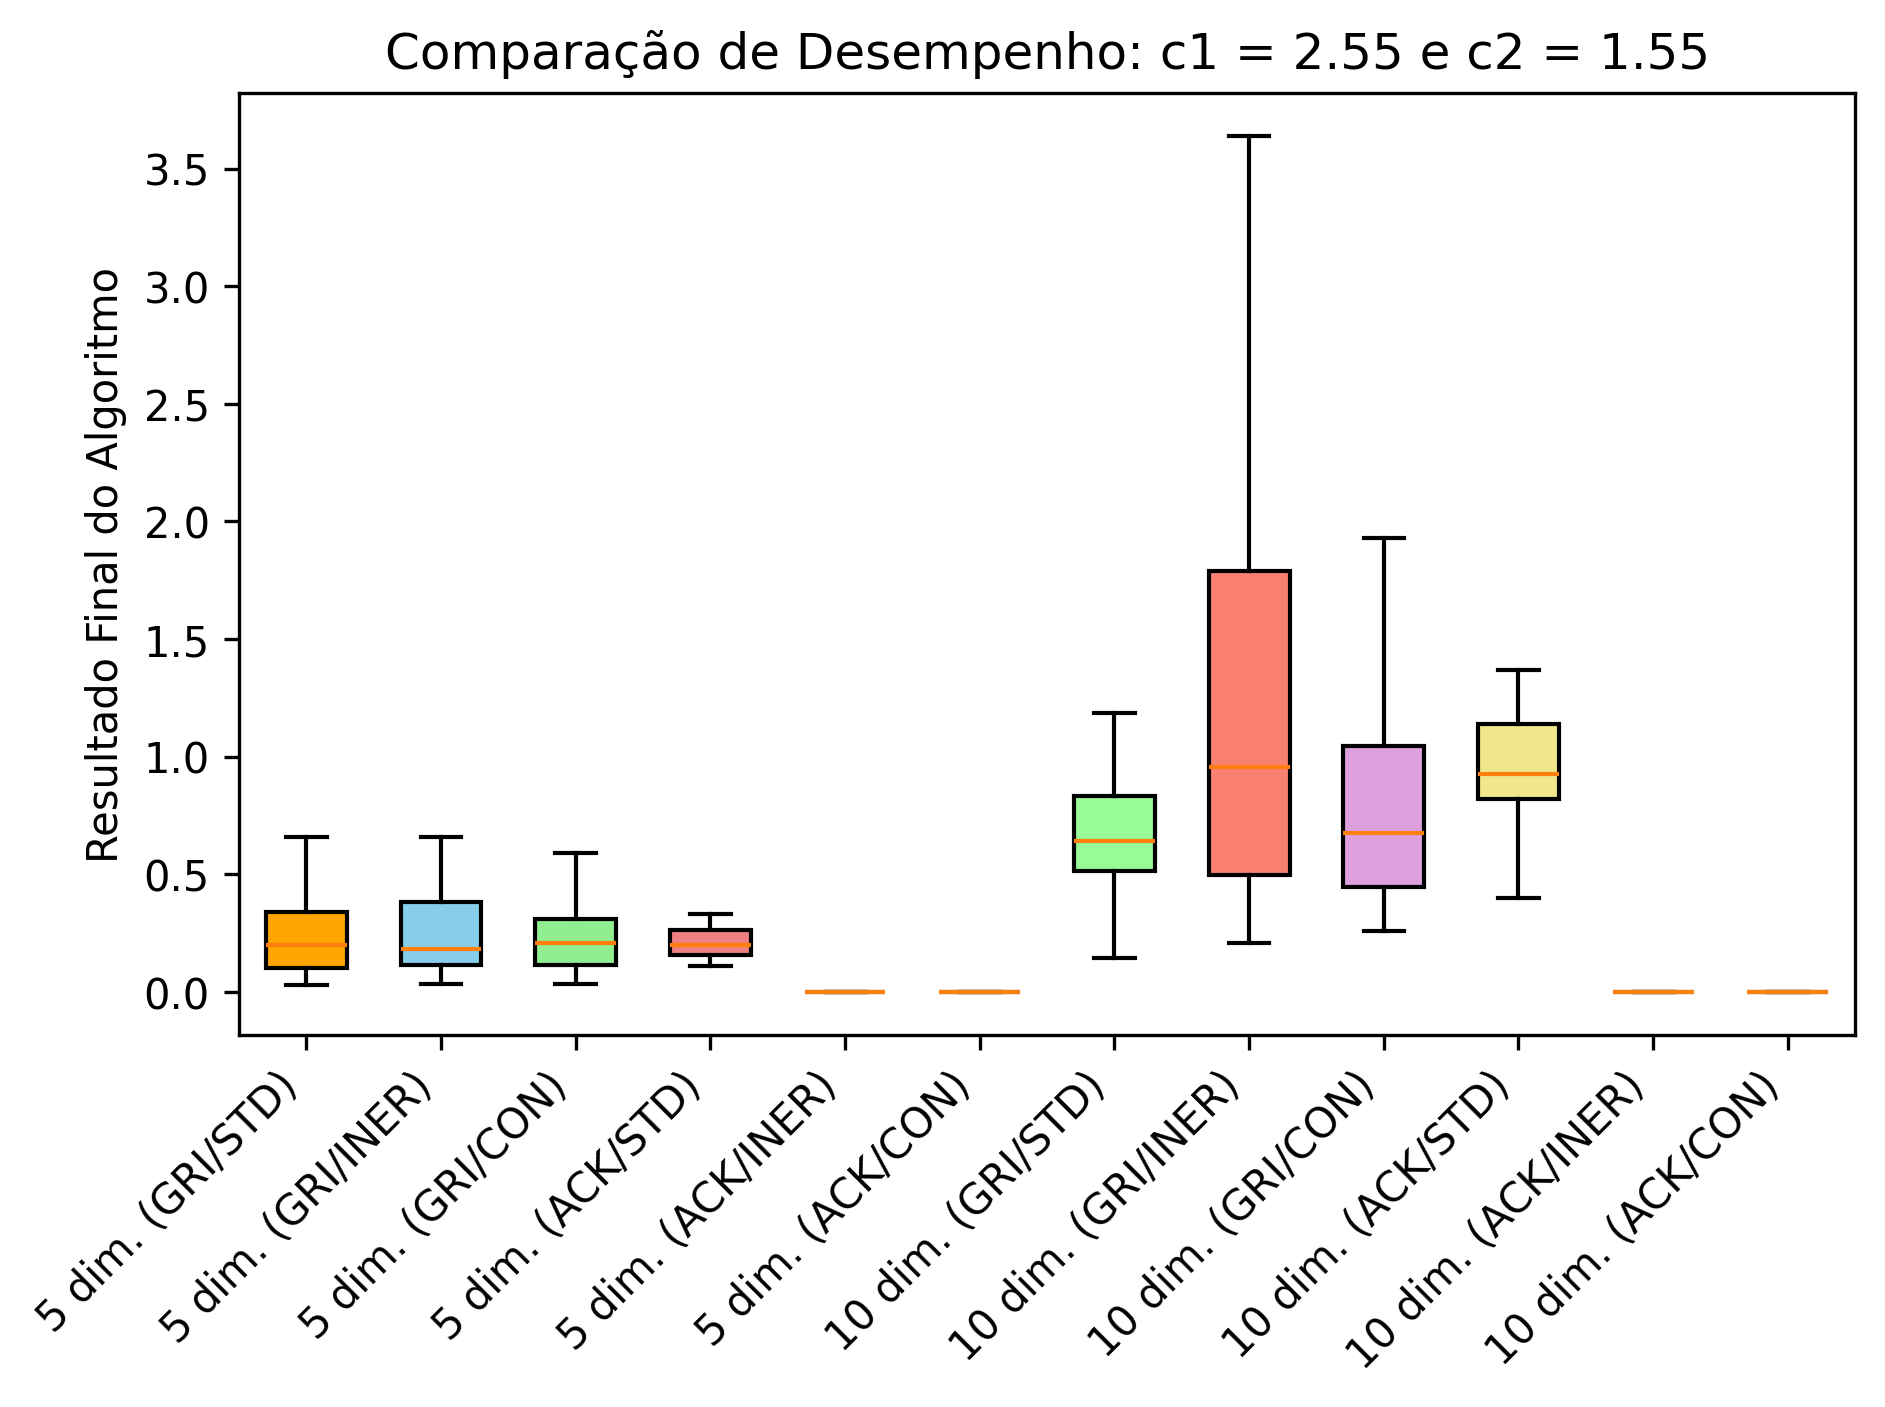 Comparação de Desempenho: c1 = 2.55 e c2 = 1.55
Resultado Final do Algoritmo
3.5
3.0
2.5
2.0
1.5
1.0
0.5
0.0
5 dim. (GRI/STD)
5 dim. (GRI/INER)
5 dim. (GRI/CON)
5 dim. (ACK/STD)
5 dim. (ACK/INER)
5 dim. (ACK/CON)
10 dim. (GRI/STD)
10 dim. (GRI/INER)
10 dim. (GRI/CON)
10 dim. (ACK/STD)
10 dim. (ACK/INER)
10 dim. (ACK/CON)